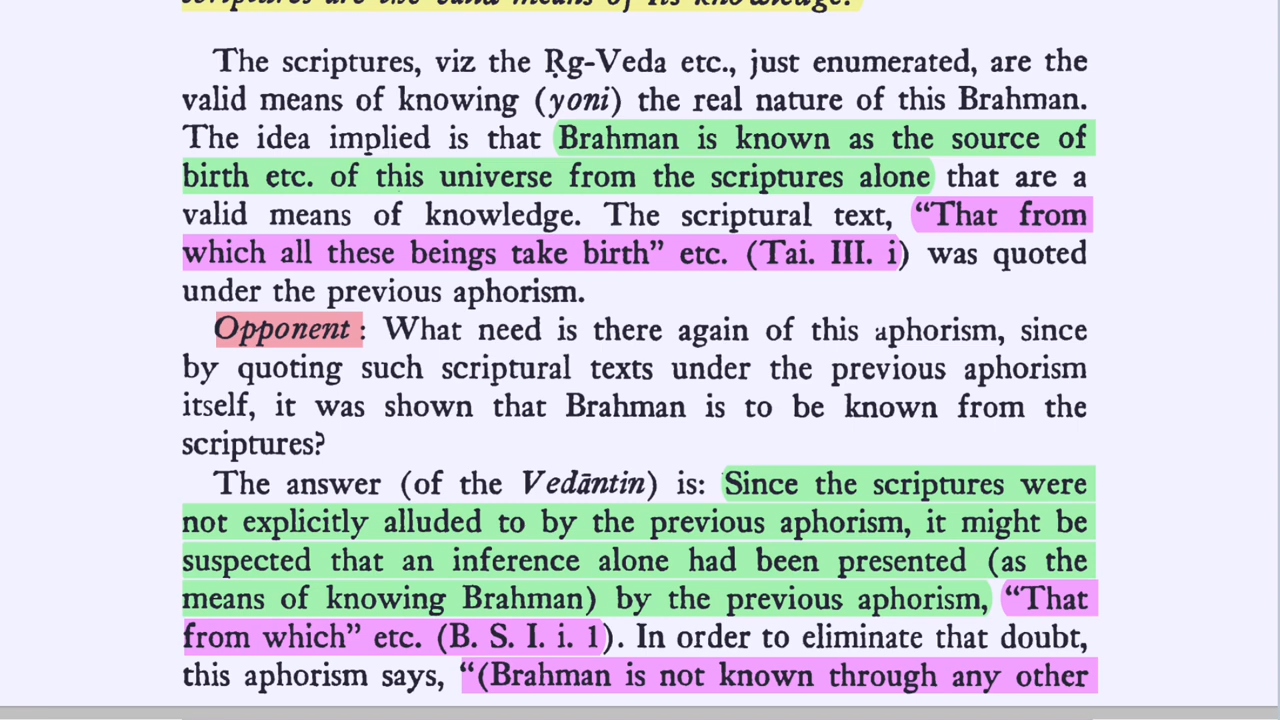 scriptures are the valid means of Its knowledge.
The scriptures, viz the Ṛg-Veda etc., just enumerated, are the
valid means of knowing (yoni) the real nature of this Brahman.
The idea implied is that Brahman is known as the source of
birth etc. of this universe from the scriptures alone that are a
valid means of knowledge. The scriptural text, “That from
which all these beings take birth” etc. (Tai. III. i) was quoted
under the previous aphorism.
Opponent : What need is there again of this aphorism, since
by quoting such scriptural texts under the previous aphorism
itself, it was shown that Brahman is to be known from the
scriptures?
The answer (of the Vedāntin) is: Since the scriptures were
not explicitly alluded to by the previous aphorism, it might be
suspected that an inference alone had been presented (as the
means of knowing Brahman) by the previous aphorism, “That
from which” etc. (B. S. I. i. 1). In order to eliminate that doubt,
this aphorism says, “(Brahman is not known through any other